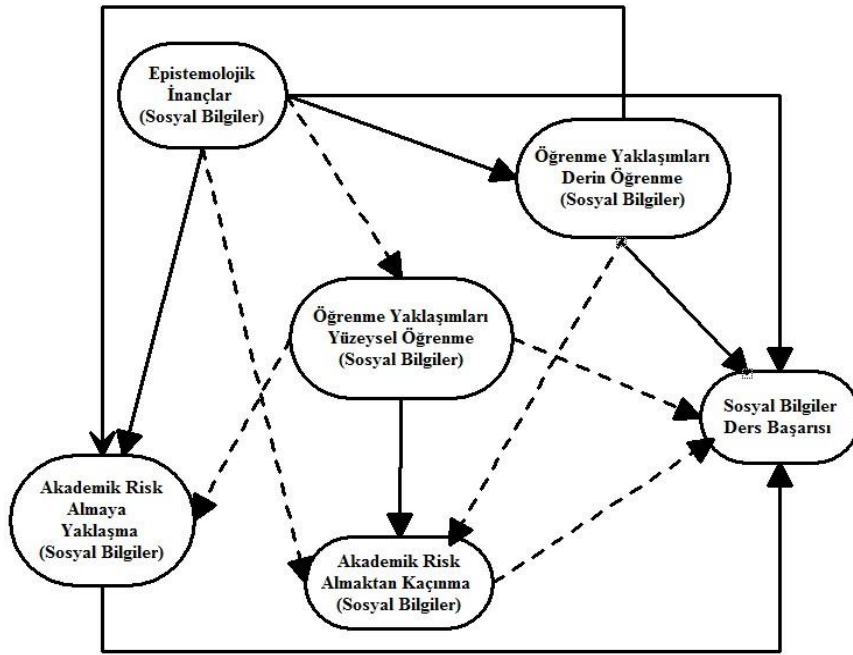 Epistemolojik
İnançlar
(Sosyal Bilgiler)
Öğrenme Yaklaşımları
Derin Öğrenme
(Sosyal Bilgiler)
Öğrenme Yaklaşımları
Yüzeysel Öğrenme
(Sosyal Bilgiler)
Sosyal Bilgiler
Ders Başarısı
Akademik Risk
Almaya
Yaklaşma
(Sosyal Bilgiler)
Akademik Risk
Almaktan Kaçınma
(Sosyal Bilgiler)